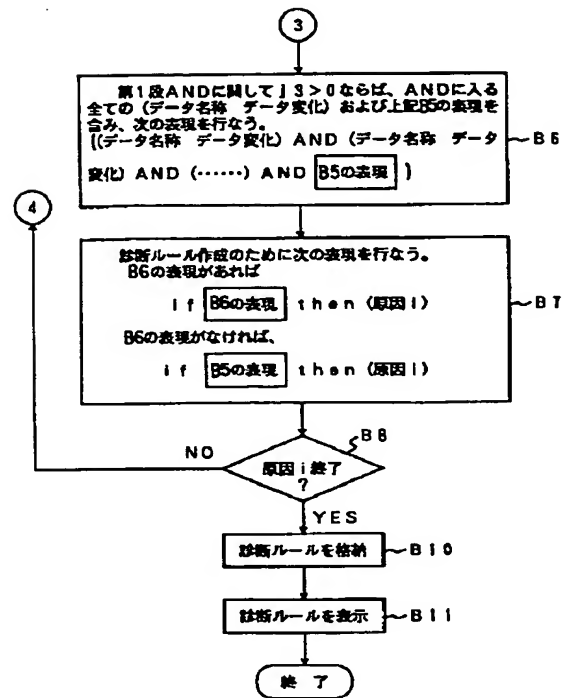 3
第1段ANDに関してj3>0ならば、ANDに入る
全ての(データ名称 データ変化)および上記B5の表現を
含み、次の表現を行なう。
{(データ名称 データ変化)AND(データ名称 データ
変化)AND(……)AND B5の表現 }
B6
4
診断ルール作成のために次の表現を行なう。
B6の表現があれば
if B6の表現 then(原因i)
B6の表現がなければ、
if B5の表現 then(原因i)
B7
B8
NO
原因i終了
?
YES
診断ルールを格納
B10
診断ルールを表示
B11
終了